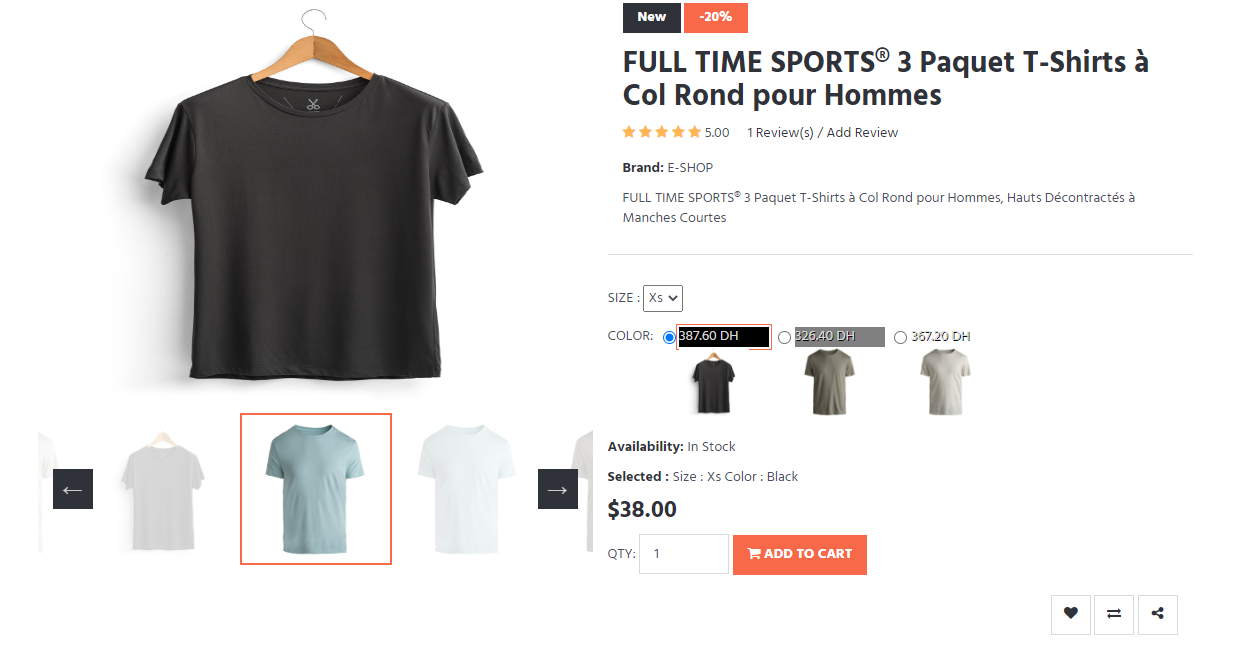 New
-20%
FULL TIME SPORTS® 3 Paquet T-Shirts à
Col Rond pour Hommes
5.00 1 Review(s) / Add Review
Brand: E-SHOP
FULL TIME SPORTS® 3 Paquet T-Shirts à Col Rond pour Hommes, Hauts Décontractés à
Manches Courtes
SIZE : Xs
COLOR: 387.60 DH 326.40 DH 367.20 DH
Availability: In Stock
Selected : Size : Xs Color : Black
$38.00
QTY: 1 ADD TO CART